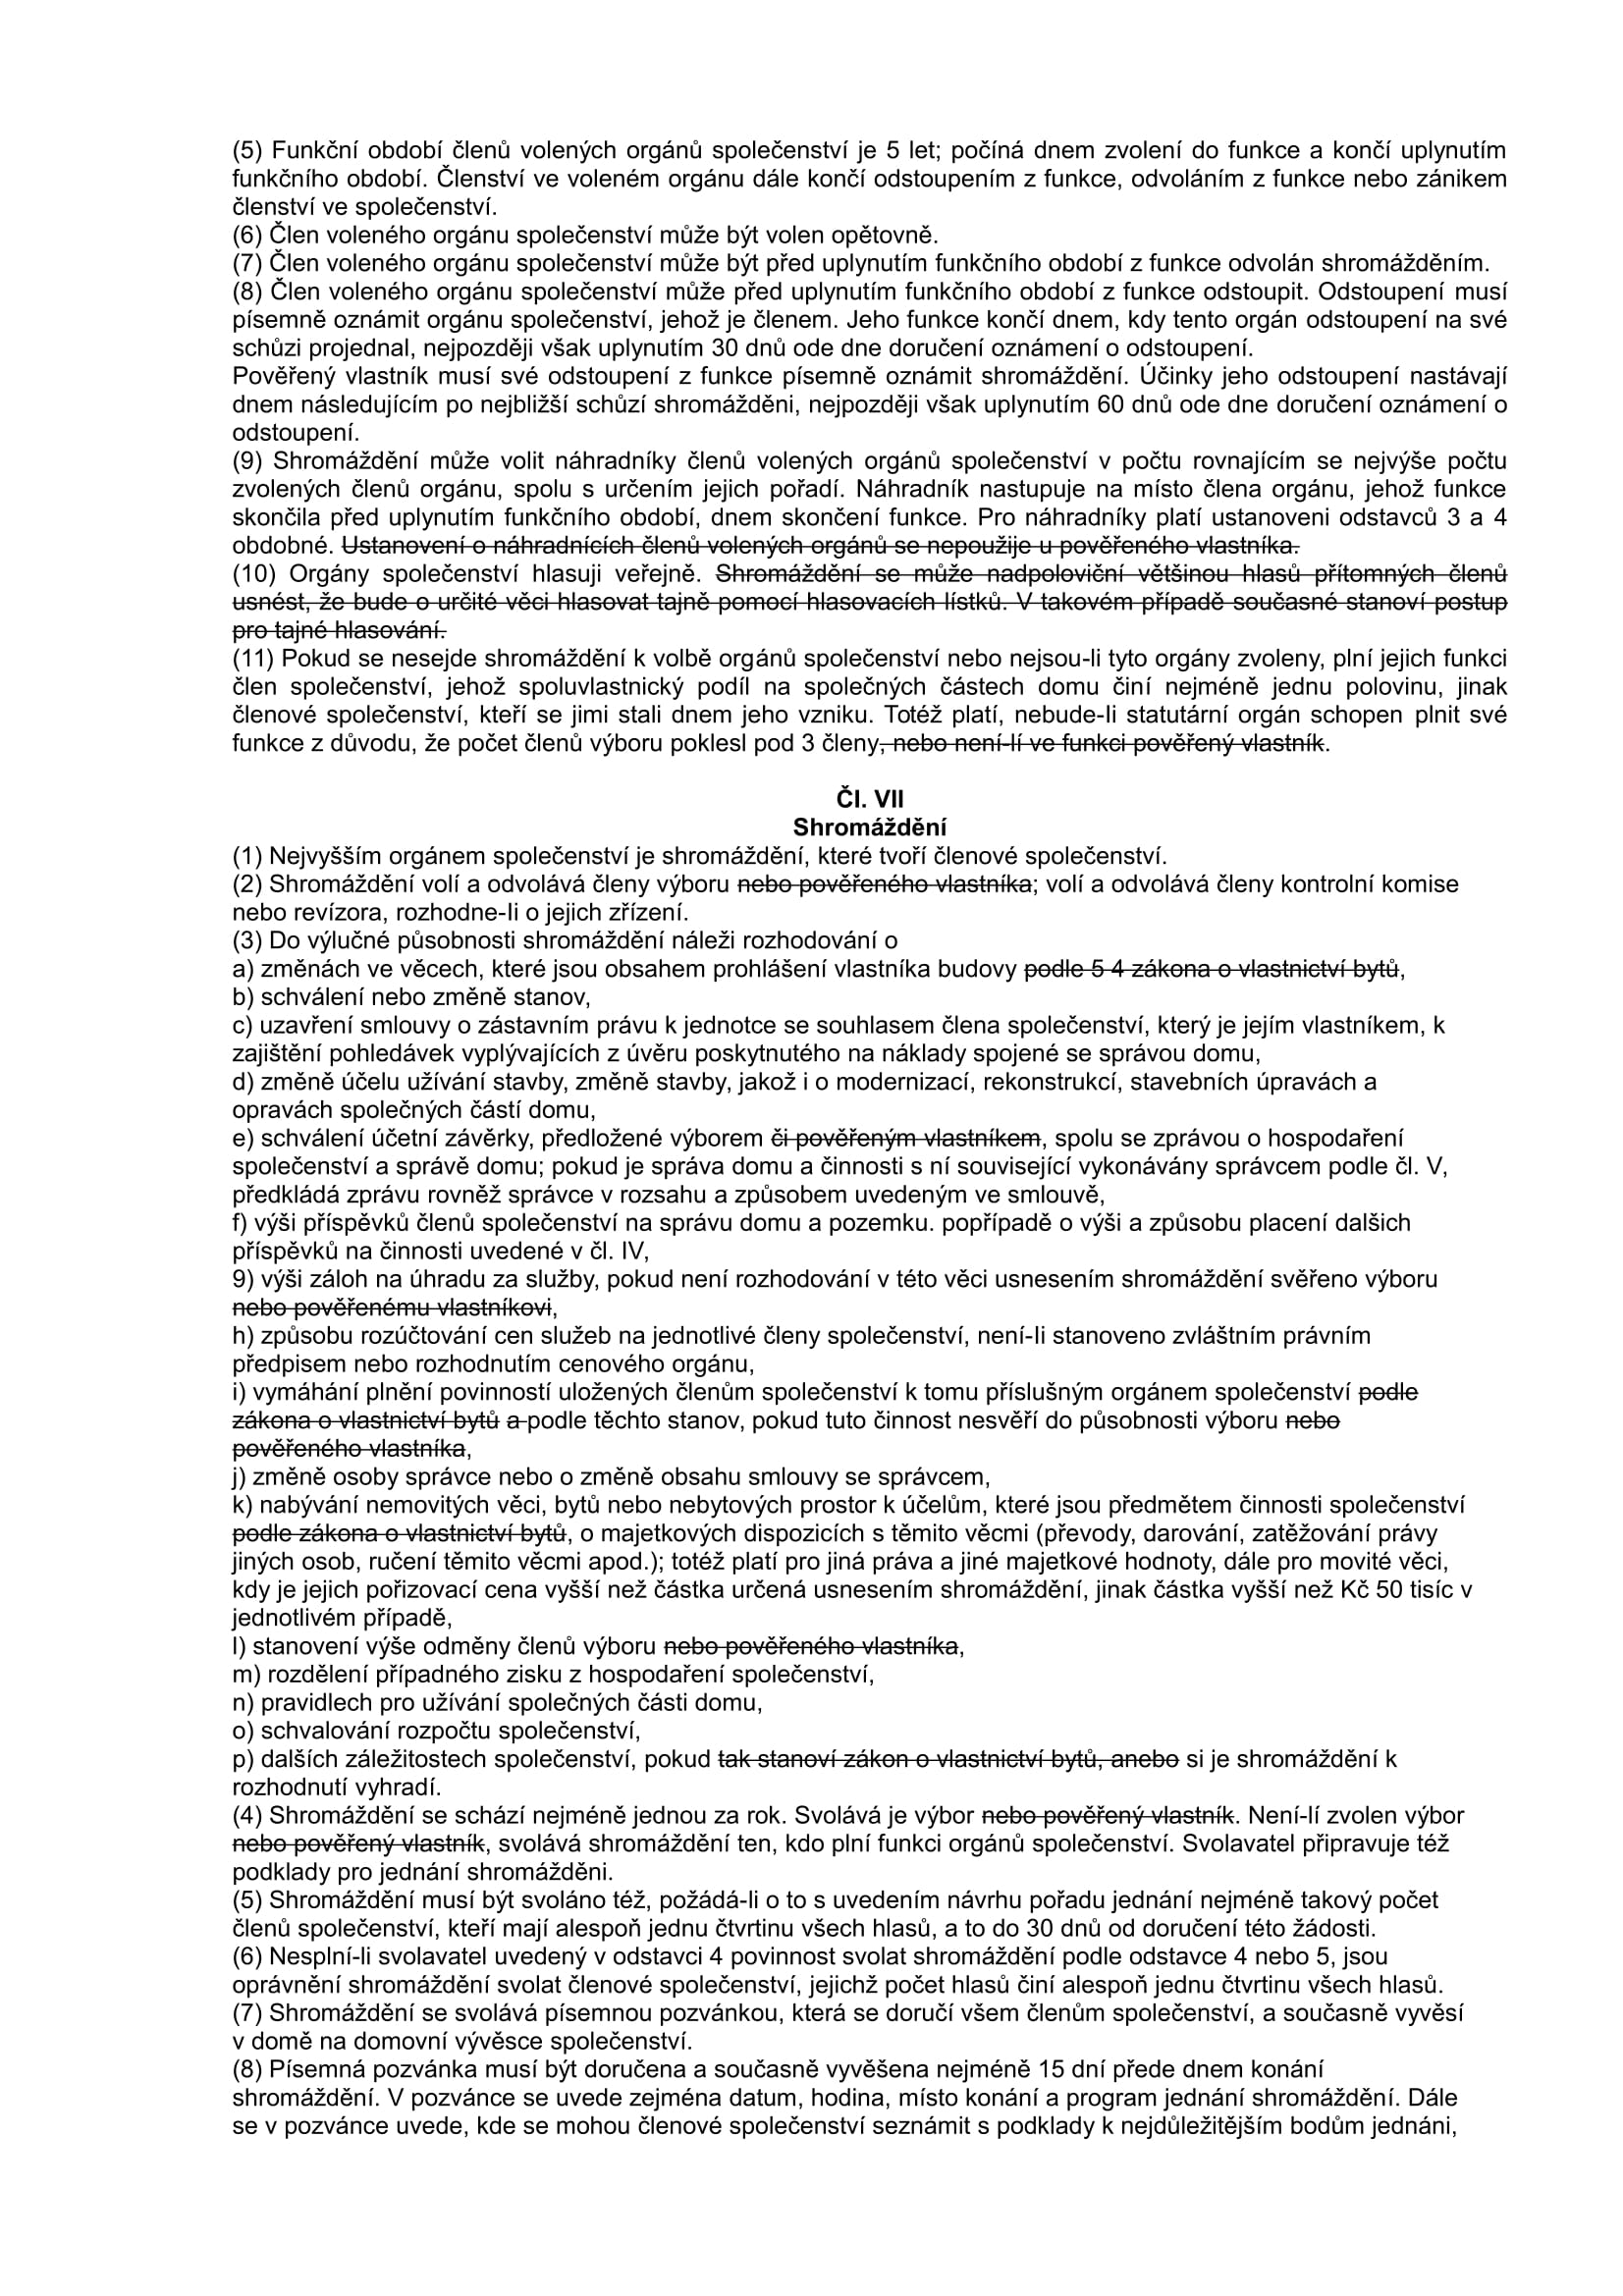 (5) Funkční období členů volených orgánů společenství je 5 let; počíná dnem zvolení do funkce a končí uplynutím
funkčního období. Členství ve voleném orgánu dále končí odstoupením z funkce, odvoláním z funkce nebo zánikem
členství ve společenství.
(6) Člen voleného orgánu společenství může být volen opětovně.
(7) Člen voleného orgánu společenství může být před uplynutím funkčního období z funkce odvolán shromážděním.
(8) Člen voleného orgánu společenství může před uplynutím funkčního období z funkce odstoupit. Odstoupení musí
písemně oznámit orgánu společenství, jehož je členem. Jeho funkce končí dnem, kdy tento orgán odstoupení na své
schůzi projednal, nejpozději však uplynutím 30 dnů ode dne doručení oznámení o odstoupení.
Pověřený vlastník musí své odstoupení z funkce písemně oznámit shromáždění. Účinky jeho odstoupení nastávají
dnem následujícím po nejbližší schůzí shromážděni, nejpozději však uplynutím 60 dnů ode dne doručení oznámení o
odstoupení.
(9) Shromáždění může volit náhradníky členů volených orgánů společenství v počtu rovnajícím se nejvýše počtu
zvolených členů orgánu, spolu s určením jejich pořadí. Náhradník nastupuje na místo člena orgánu, jehož funkce
skončila před uplynutím funkčního období, dnem skončení funkce. Pro náhradníky platí ustanoveni odstavců 3 a 4
obdobné. Ustanovení o náhradnících členů volených orgánů se nepoužije u pověřeného vlastníka.
(10) Orgány společenství hlasuji veřejně. Shromáždění se může nadpoloviční většinou hlasů přítomných členů
usnést, že bude o určité věci hlasovat tajně pomocí hlasovacích lístků. V takovém případě současné stanoví postup
pro tajné hlasování.
(11) Pokud se nesejde shromáždění k volbě orgánů společenství nebo nejsou-li tyto orgány zvoleny, plní jejich funkci
člen společenství, jehož spoluvlastnický podíl na společných částech domu činí nejméně jednu polovinu, jinak
členové společenství, kteří se jimi stali dnem jeho vzniku. Totéž platí, nebude-li statutární orgán schopen plnit své
funkce z důvodu, že počet členů výboru poklesl pod 3 členy, nebo není-lí ve funkci pověřený vlastník.
Čl. VII
Shromáždění
(1) Nejvyšším orgánem společenství je shromáždění, které tvoří členové společenství.
(2) Shromáždění volí a odvolává členy výboru nebo pověřeného vlastníka; volí a odvolává členy kontrolní komise
nebo revízora, rozhodne-li o jejich zřízení.
(3) Do výlučné působnosti shromáždění náleži rozhodování o
a) změnách ve věcech, které jsou obsahem prohlášení vlastníka budovy podle 5 4 zákona o vlastnictví bytů,
b) schválení nebo změně stanov,
c) uzavření smlouvy o zástavním právu k jednotce se souhlasem člena společenství, který je jejím vlastníkem, k
zajištění pohledávek vyplývajících z úvěru poskytnutého na náklady spojené se správou domu,
d) změně účelu užívání stavby, změně stavby, jakož i o modernizací, rekonstrukcí, stavebních úpravách a
opravách společných částí domu,
e) schválení účetní závěrky, předložené výborem či pověřeným vlastníkem, spolu se zprávou o hospodaření
společenství a správě domu; pokud je správa domu a činnosti s ní související vykonávány správcem podle čl. V,
předkládá zprávu rovněž správce v rozsahu a způsobem uvedeným ve smlouvě,
f) výši příspěvků členů společenství na správu domu a pozemku. popřípadě o výši a způsobu placení dalšich
příspěvků na činnosti uvedené v čl. IV,
9) výši záloh na úhradu za služby, pokud není rozhodování v této věci usnesením shromáždění svěřeno výboru
nebo pověřenému vlastníkovi,
h) způsobu rozúčtování cen služeb na jednotlivé členy společenství, není-li stanoveno zvláštním právním
předpisem nebo rozhodnutím cenového orgánu,
i) vymáhání plnění povinností uložených členům společenství k tomu příslušným orgánem společenství podle
zákona o vlastnictví bytů a podle těchto stanov, pokud tuto činnost nesvěří do působnosti výboru nebo
pověřeného vlastníka,
j) změně osoby správce nebo o změně obsahu smlouvy se správcem,
k) nabývání nemovitých věci, bytů nebo nebytových prostor k účelům, které jsou předmětem činnosti společenství
podle zákona o vlastnictví bytů, o majetkových dispozicích s těmito věcmi (převody, darování, zatěžování právy
jiných osob, ručení těmito věcmi apod.); totéž platí pro jiná práva a jiné majetkové hodnoty, dále pro movité věci,
kdy je jejich pořizovací cena vyšší než částka určená usnesením shromáždění, jinak částka vyšší než Kč 50 tisíc v
jednotlivém případě,
l) stanovení výše odměny členů výboru nebo pověřeného vlastníka,
m) rozdělení případného zisku z hospodaření společenství,
n) pravidlech pro užívání společných části domu,
o) schvalování rozpočtu společenství,
p) dalších záležitostech společenství, pokud tak stanoví zákon o vlastnictví bytů, anebo si je shromáždění k
rozhodnutí vyhradí.
(4) Shromáždění se schází nejméně jednou za rok. Svolává je výbor nebo pověřený vlastník. Není-lí zvolen výbor
nebo pověřený vlastník, svolává shromáždění ten, kdo plní funkci orgánů společenství. Svolavatel připravuje též
podklady pro jednání shromážděni.
(5) Shromáždění musí být svoláno též, požádá-li o to s uvedením návrhu pořadu jednání nejméně takový počet
členů společenství, kteří mají alespoň jednu čtvrtinu všech hlasů, a to do 30 dnů od doručení této žádosti.
(6) Nesplní-li svolavatel uvedený v odstavci 4 povinnost svolat shromáždění podle odstavce 4 nebo 5, jsou
oprávnění shromáždění svolat členové společenství, jejichž počet hlasů činí alespoň jednu čtvrtinu všech hlasů.
(7) Shromáždění se svolává písemnou pozvánkou, která se doručí všem členům společenství, a současně vyvěsí
v domě na domovní vývěsce společenství.
(8) Písemná pozvánka musí být doručena a současně vyvěšena nejméně 15 dní přede dnem konání
shromáždění. V pozvánce se uvede zejména datum, hodina, místo konání a program jednání shromáždění. Dále
se v pozvánce uvede, kde se mohou členové společenství seznámit s podklady k nejdůležitějším bodům jednáni,